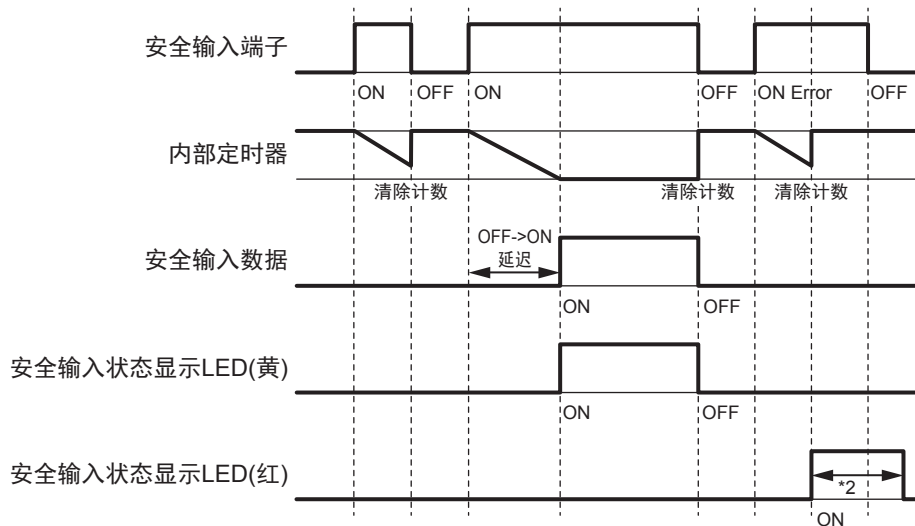 安全输入端子
ON OFF ON OFF ON Error OFF
内部定时器
清除计数 清除计数 清除计数
OFF->ON
延迟
安全输入数据
ON OFF
安全输入状态显示LED(黄)
ON OFF
安全输入状态显示LED(红)
*2
ON